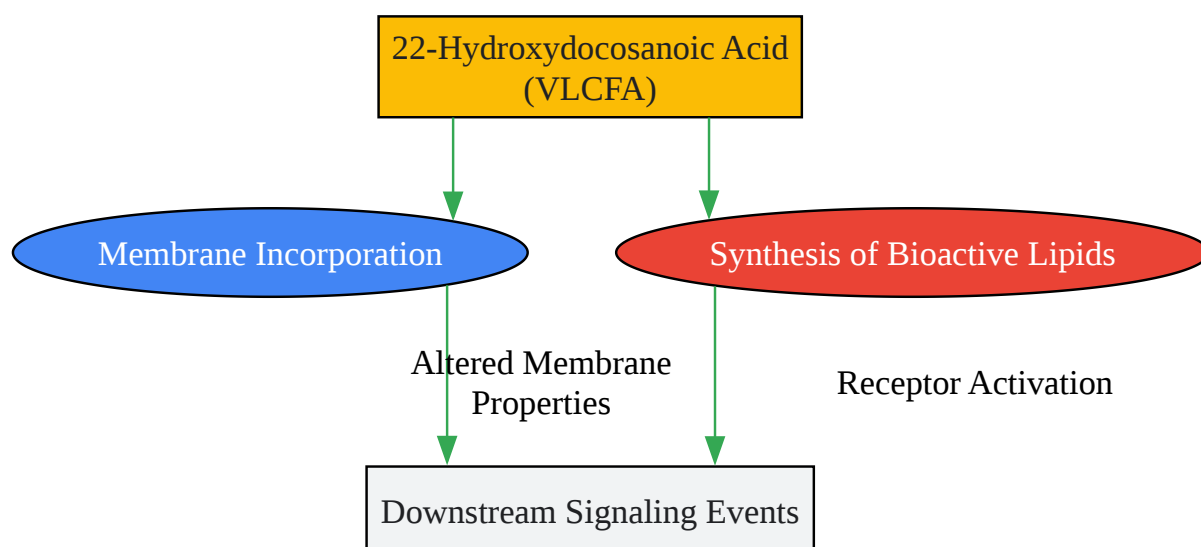 22-Hydroxydocosanoic Acid
(VLCFA)
Membrane Incorporation
Synthesis of Bioactive Lipids
Altered Membrane
Properties
Receptor Activation
Downstream Signaling Events